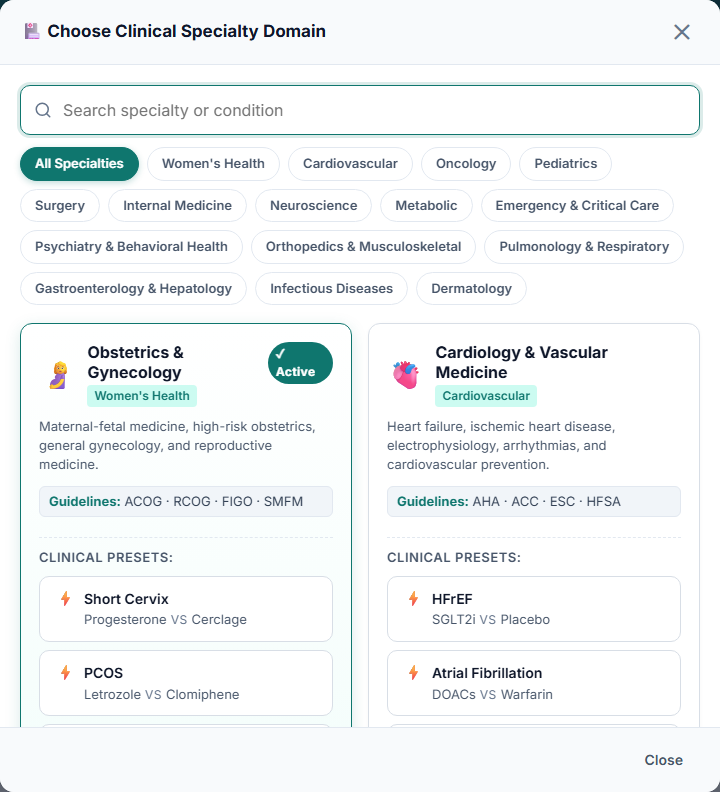 Choose Clinical Specialty Domain
Search specialty or condition
All Specialties
Women's Health
Cardiovascular
Oncology
Pediatrics
Surgery
Internal Medicine
Neuroscience
Metabolic
Emergency & Critical Care
Psychiatry & Behavioral Health
Orthopedics & Musculoskeletal
Pulmonology & Respiratory
Gastroenterology & Hepatology
Infectious Diseases
Dermatology
Obstetrics &
Gynecology
✓
Active
Women's Health
Maternal-fetal medicine, high-risk obstetrics,
general gynecology, and reproductive
medicine.
Guidelines: ACOG · RCOG · FIGO · SMFM
CLINICAL PRESETS:
Short Cervix
Progesterone VS Cerclage
PCOS
Letrozole VS Clomiphene
Cardiology & Vascular
Medicine
Cardiovascular
Heart failure, ischemic heart disease,
electrophysiology, arrhythmias, and
cardiovascular prevention.
Guidelines: AHA · ACC · ESC · HFSA
CLINICAL PRESETS:
HFrEF
SGLT2i VS Placebo
Atrial Fibrillation
DOACs VS Warfarin
Close